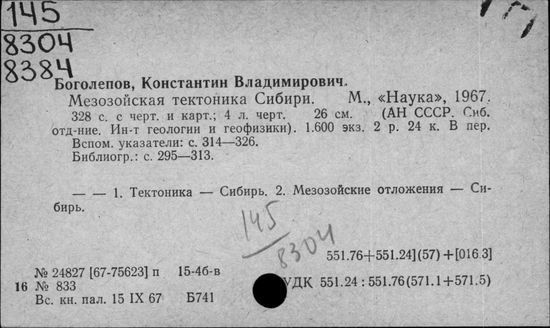 145
8304
8384
Боголепов, Константин Владимирович.
Мезозойская тектоника Сибири. М., «Наука», 1967.
328 с. с черт. и карт.; 4 л. черт. 26 см. (АН СССР. Сиб.
отд-ние. Ин-т геологии и геофизики). 1.600 экз. 2 р. 24 к. В пер.
Вспом. указатели: с. 314—326.
Библиогр.: с. 295—313.
— — 1. Тектоника — Сибирь. 2. Мезозойские отложения — Си-
бирь.
145
8304
551.76+551.24](57)+[016.3]
№ 24827 [67-75623] п 15-4б-в
16 № 833 УДК 551.24 : 551.76(571.1+571.5)
Вс. кн. пал. 15 IX 67 Б741